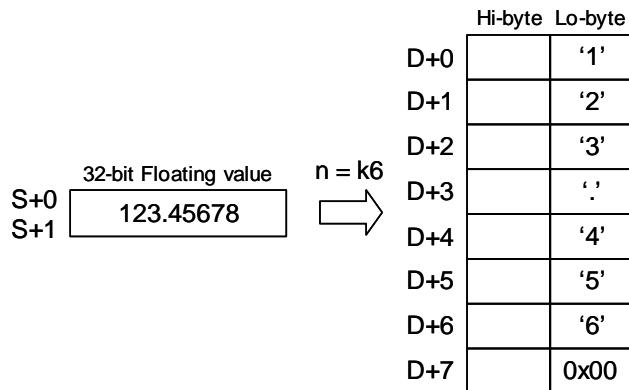 Hi-byte Lo-byte
D+0 ‘1’
D+1 ‘2’
D+2 ‘3’
32-bit Floating value n = k6
S+0 D+3 ‘.’
123.45678
S+1 D+4 ‘4’
D+5 ‘5’
D+6 ‘6’
D+7 0x00